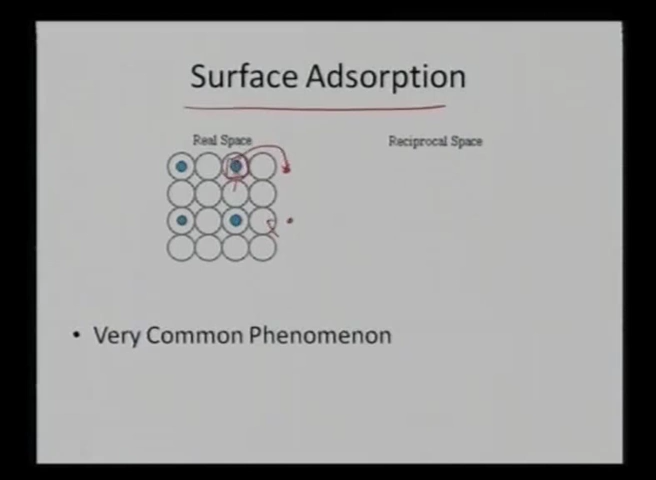 Surface Adsorption
Real Space
Reciprocal Space
• Very Common Phenomenon